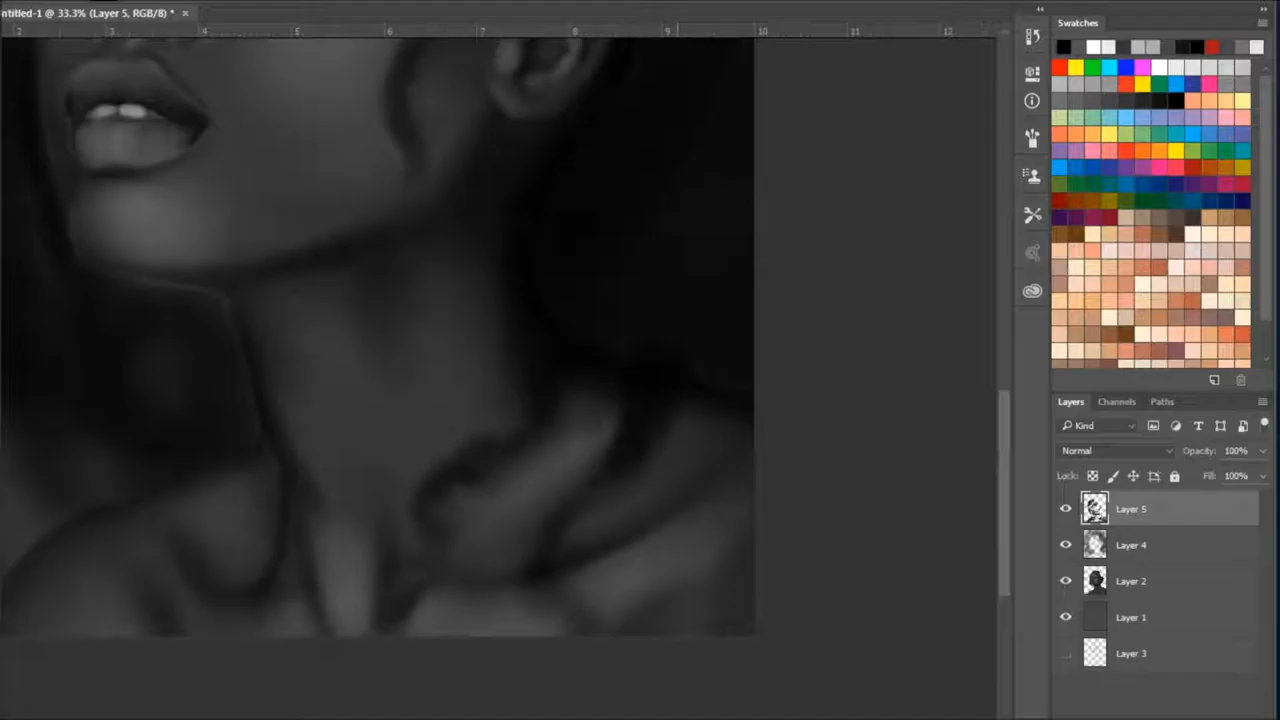 ntitled-1 @ 33.3% (Layer 5, RGB/8) *
2 3 4 5 6 7 8 9 10 11 12
Swatches
Layers Channels Paths
Kind
Normal Opacity: 100%
Lock: Fill: 100%
Layer 5
Layer 4
Layer 2
Layer 1
Layer 3